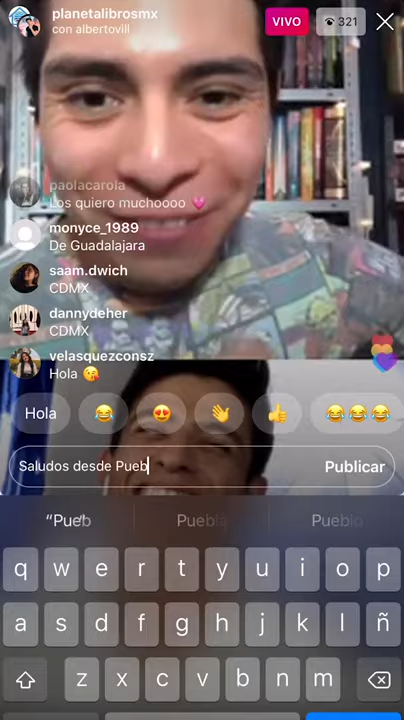 planetalibrosmx
con albertovill
VIVO
321
paolacarola
Los quiero muchoooo 💗
monyce_1989
De Guadalajara
saam.dwich
CDMX
dannydeher
CDMX
velasquezconsz
Hola 😘
Hola 😂 😍 👋 👍 😂😂😂
Saludos desde Pueb
Publicar
“Pueb” Puebla Pueblo
q w e r t y u i o p
a s d f g h j k l ñ
z x c v b n m